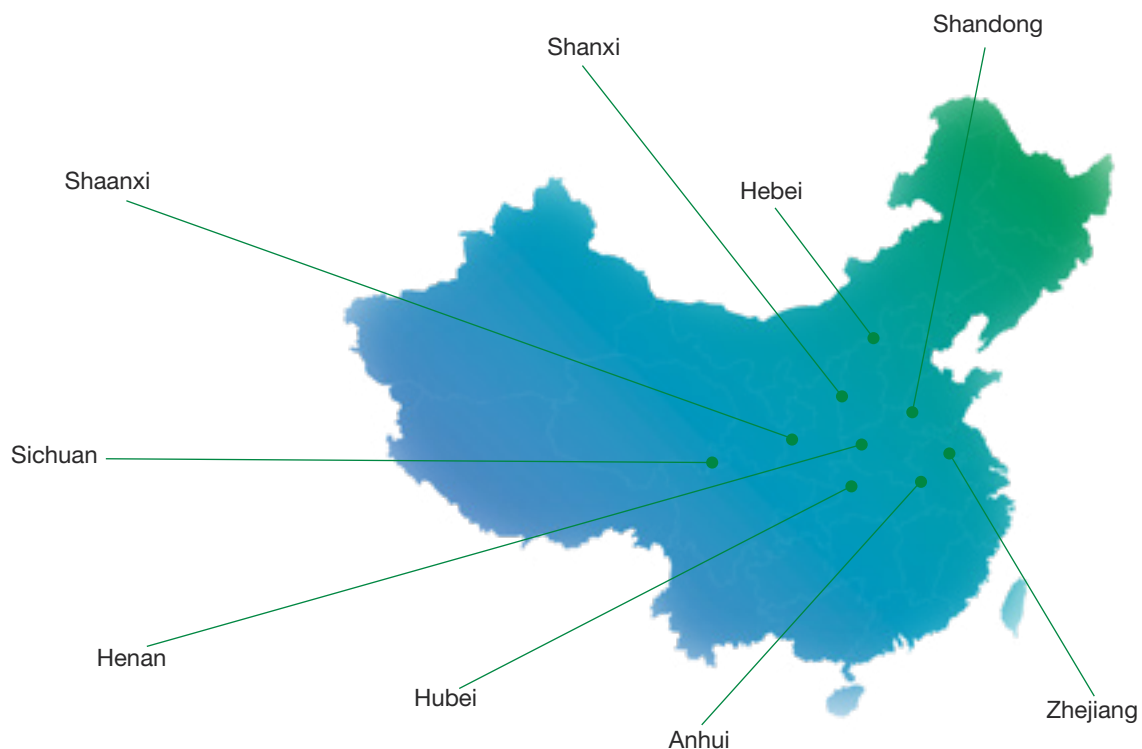 Shandong
Shanxi
Shaanxi
Hebei
Sichuan
Henan
Hubei
Zhejiang
Anhui